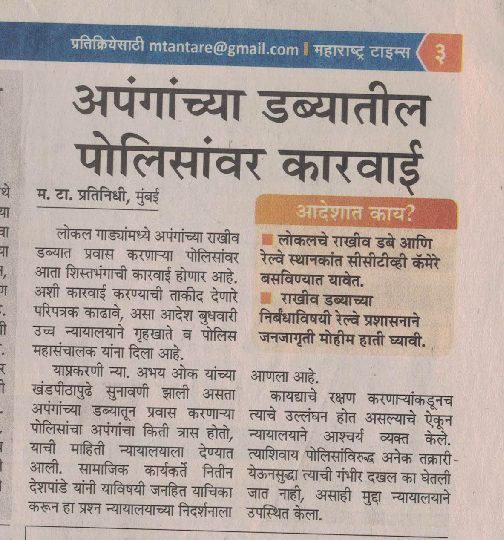 प्रतिक्रियेसाठी mtantare@gmail.com | महाराष्ट्र टाइम्स ३
अपंगांच्या डब्यातील
पोलिसांवर कारवाई
म. टा. प्रतिनिधी, मुंबई
लोकल गाड्यांमध्ये अपंगांच्या राखीव
डब्यात प्रवास करणाऱ्या पोलिसांवर
आता शिस्तभंगाची कारवाई होणार आहे.
अशी कारवाई करण्याची ताकीद देणारे
परिपत्रक काढावे, असा आदेश बुधवारी
उच्च न्यायालयाने गृहखाते व पोलिस
महासंचालक यांना दिला आहे.
याप्रकरणी न्या. अभय ओक यांच्या
खंडपीठापुढे सुनावणी झाली असता
अपंगांच्या डब्यातून प्रवास करणाऱ्या
पोलिसांचा अपंगांचा किती त्रास होतो,
याची माहिती न्यायालयाला देण्यात
आली. सामाजिक कार्यकर्ते नितीन
देशपांडे यांनी याविषयी जनहित याचिका
करून हा प्रश्न न्यायालयाच्या निदर्शनाला
आदेशात काय?
लोकलचे राखीव डबे आणि
रेल्वे स्थानकांत सीसीटीव्ही कॅमेरे
बसविण्यात यावेत.
राखीव डब्याच्या
निर्बंधाविषयी रेल्वे प्रशासनाने
जनजागृती मोहीम हाती घ्यावी.
आणला आहे.
कायद्याचे रक्षण करणाऱ्यांकडूनच
त्याचे उल्लंघन होत असल्याचे ऐकून
न्यायालयाने आश्चर्य व्यक्त केले.
त्याशिवाय पोलिसांविरुद्ध अनेक तक्रारी-
येऊनसुद्धा त्याची गंभीर दखल का घेतली
जात नाही, असाही मुद्दा न्यायालयाने
उपस्थित केला.